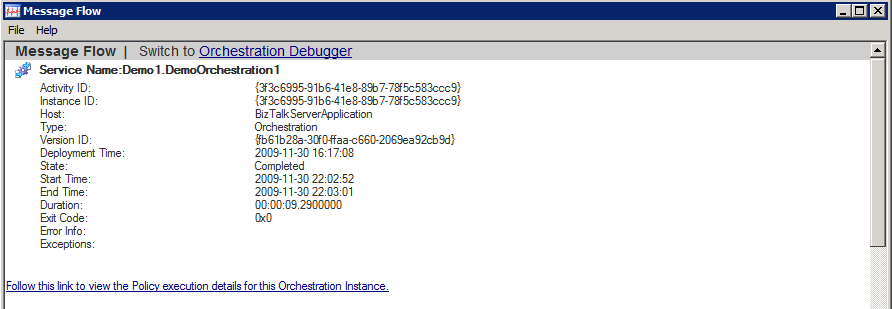 Message Flow
File Help
Message Flow | Switch to Orchestration Debugger
Service Name:Demo1.DemoOrchestration1
Activity ID: {3f3c6995-91b6-41e8-89b7-78f5c583ccc9}
Instance ID: {3f3c6995-91b6-41e8-89b7-78f5c583ccc9}
Host: BizTalkServerApplication
Type: Orchestration
Version ID: {fb61b28a-30f0-ffaa-c660-2069ea92cb9d}
Deployment Time: 2009-11-30 16:17:08
State: Completed
Start Time: 2009-11-30 22:02:52
End Time: 2009-11-30 22:03:01
Duration: 00:00:09.2900000
Exit Code: 0x0
Error Info:
Exceptions:
Follow this link to view the Policy execution details for this Orchestration Instance.